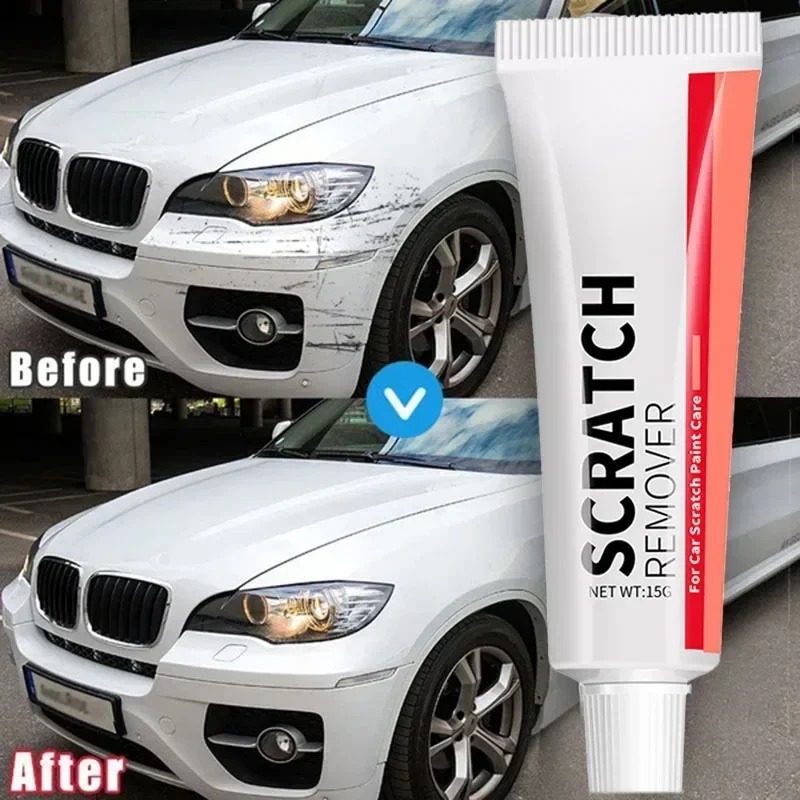 Before
After
SCRATCH
REMOVER
NET WT:15G
For Car Scratch Paint Care